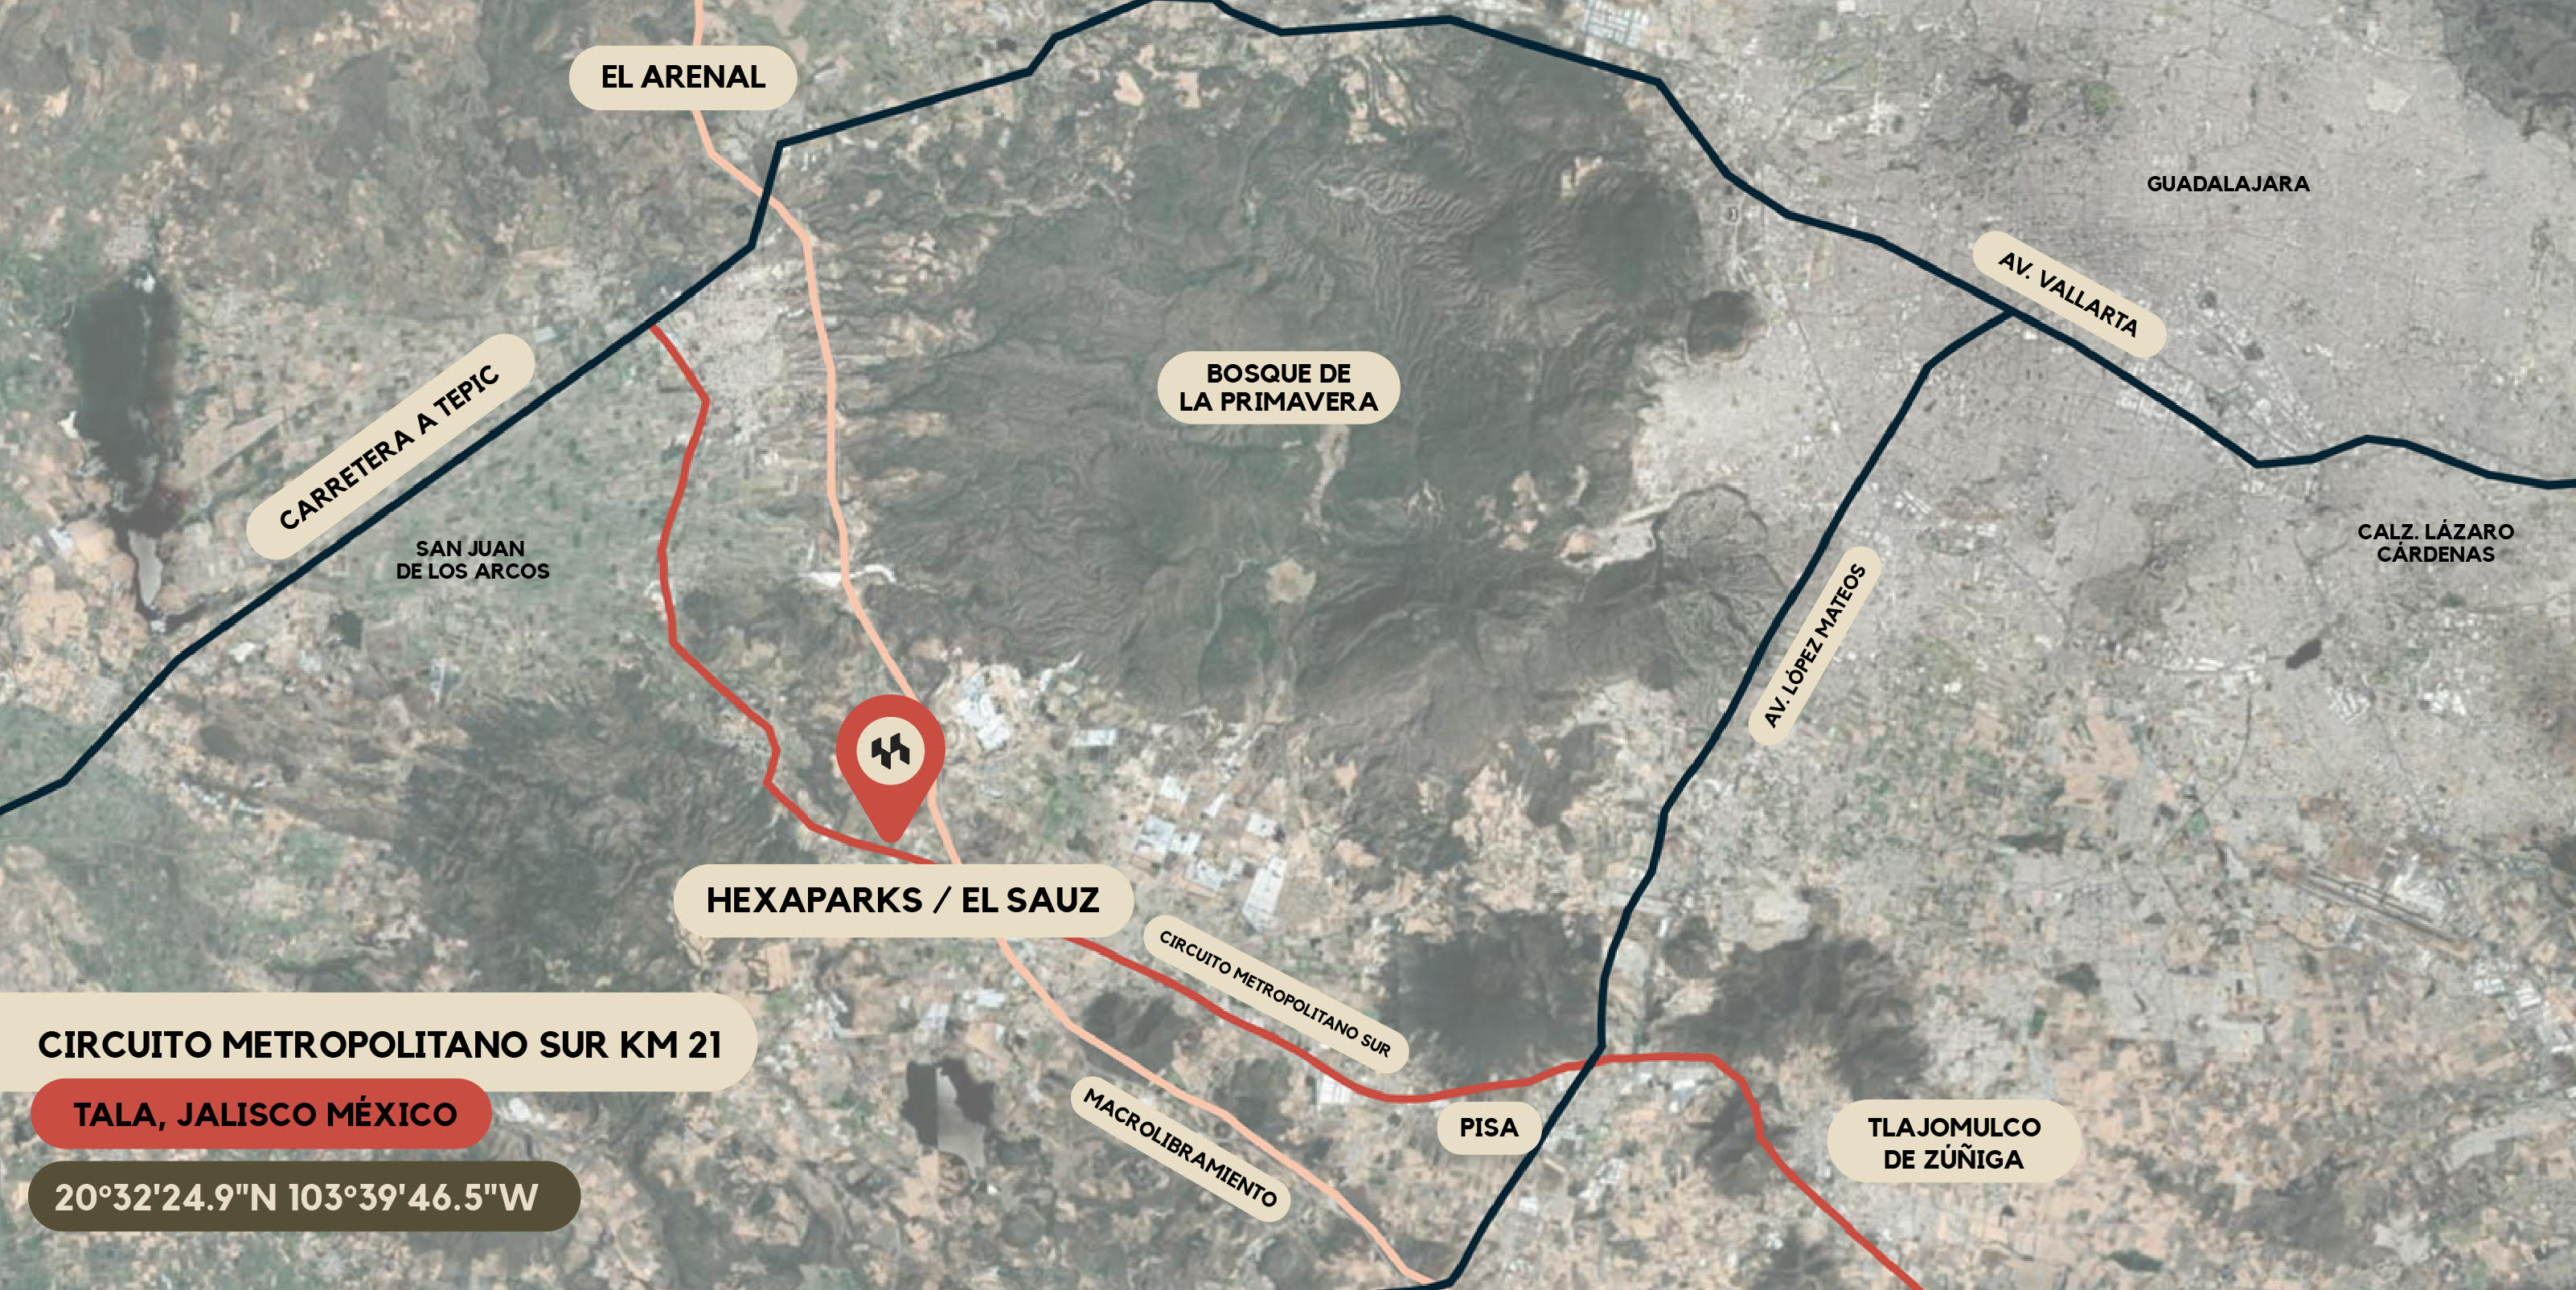 EL ARENAL
GUADALAJARA
AV. VALLARTA
CARRETERA A TEPIC
BOSQUE DE
LA PRIMAVERA
SAN JUAN
DE LOS ARCOS
CALZ. LÁZARO
CÁRDENAS
AV. LÓPEZ MATEOS
HEXAPARKS / EL SAUZ
CIRCUITO METROPOLITANO SUR
CIRCUITO METROPOLITANO SUR KM 21
TALA, JALISCO MÉXICO
20°32'24.9"N 103°39'46.5"W
MACROLIBRAMIENTO
PISA
TLAJOMULCO
DE ZÚÑIGA